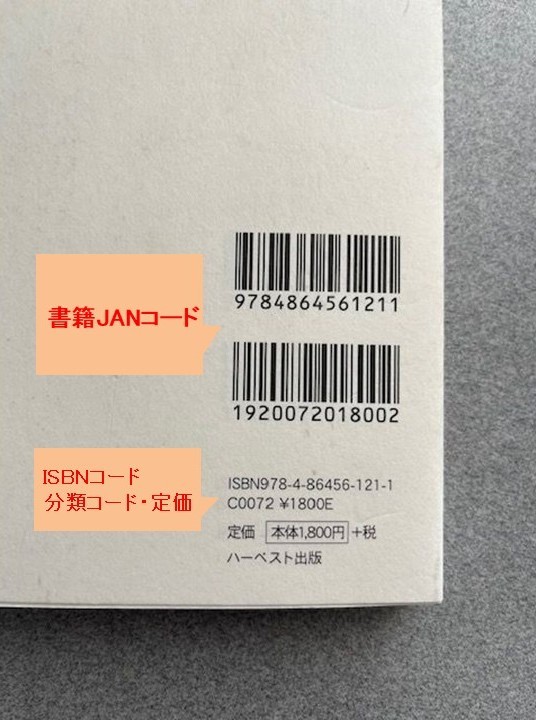 9784864561211
書籍JANコード
1920072018002
ISBNコード
分類コード・定価
ISBN978-4-86456-121-1
C0072 ¥1800E
定価 本体1,800円 +税
ハーベスト出版